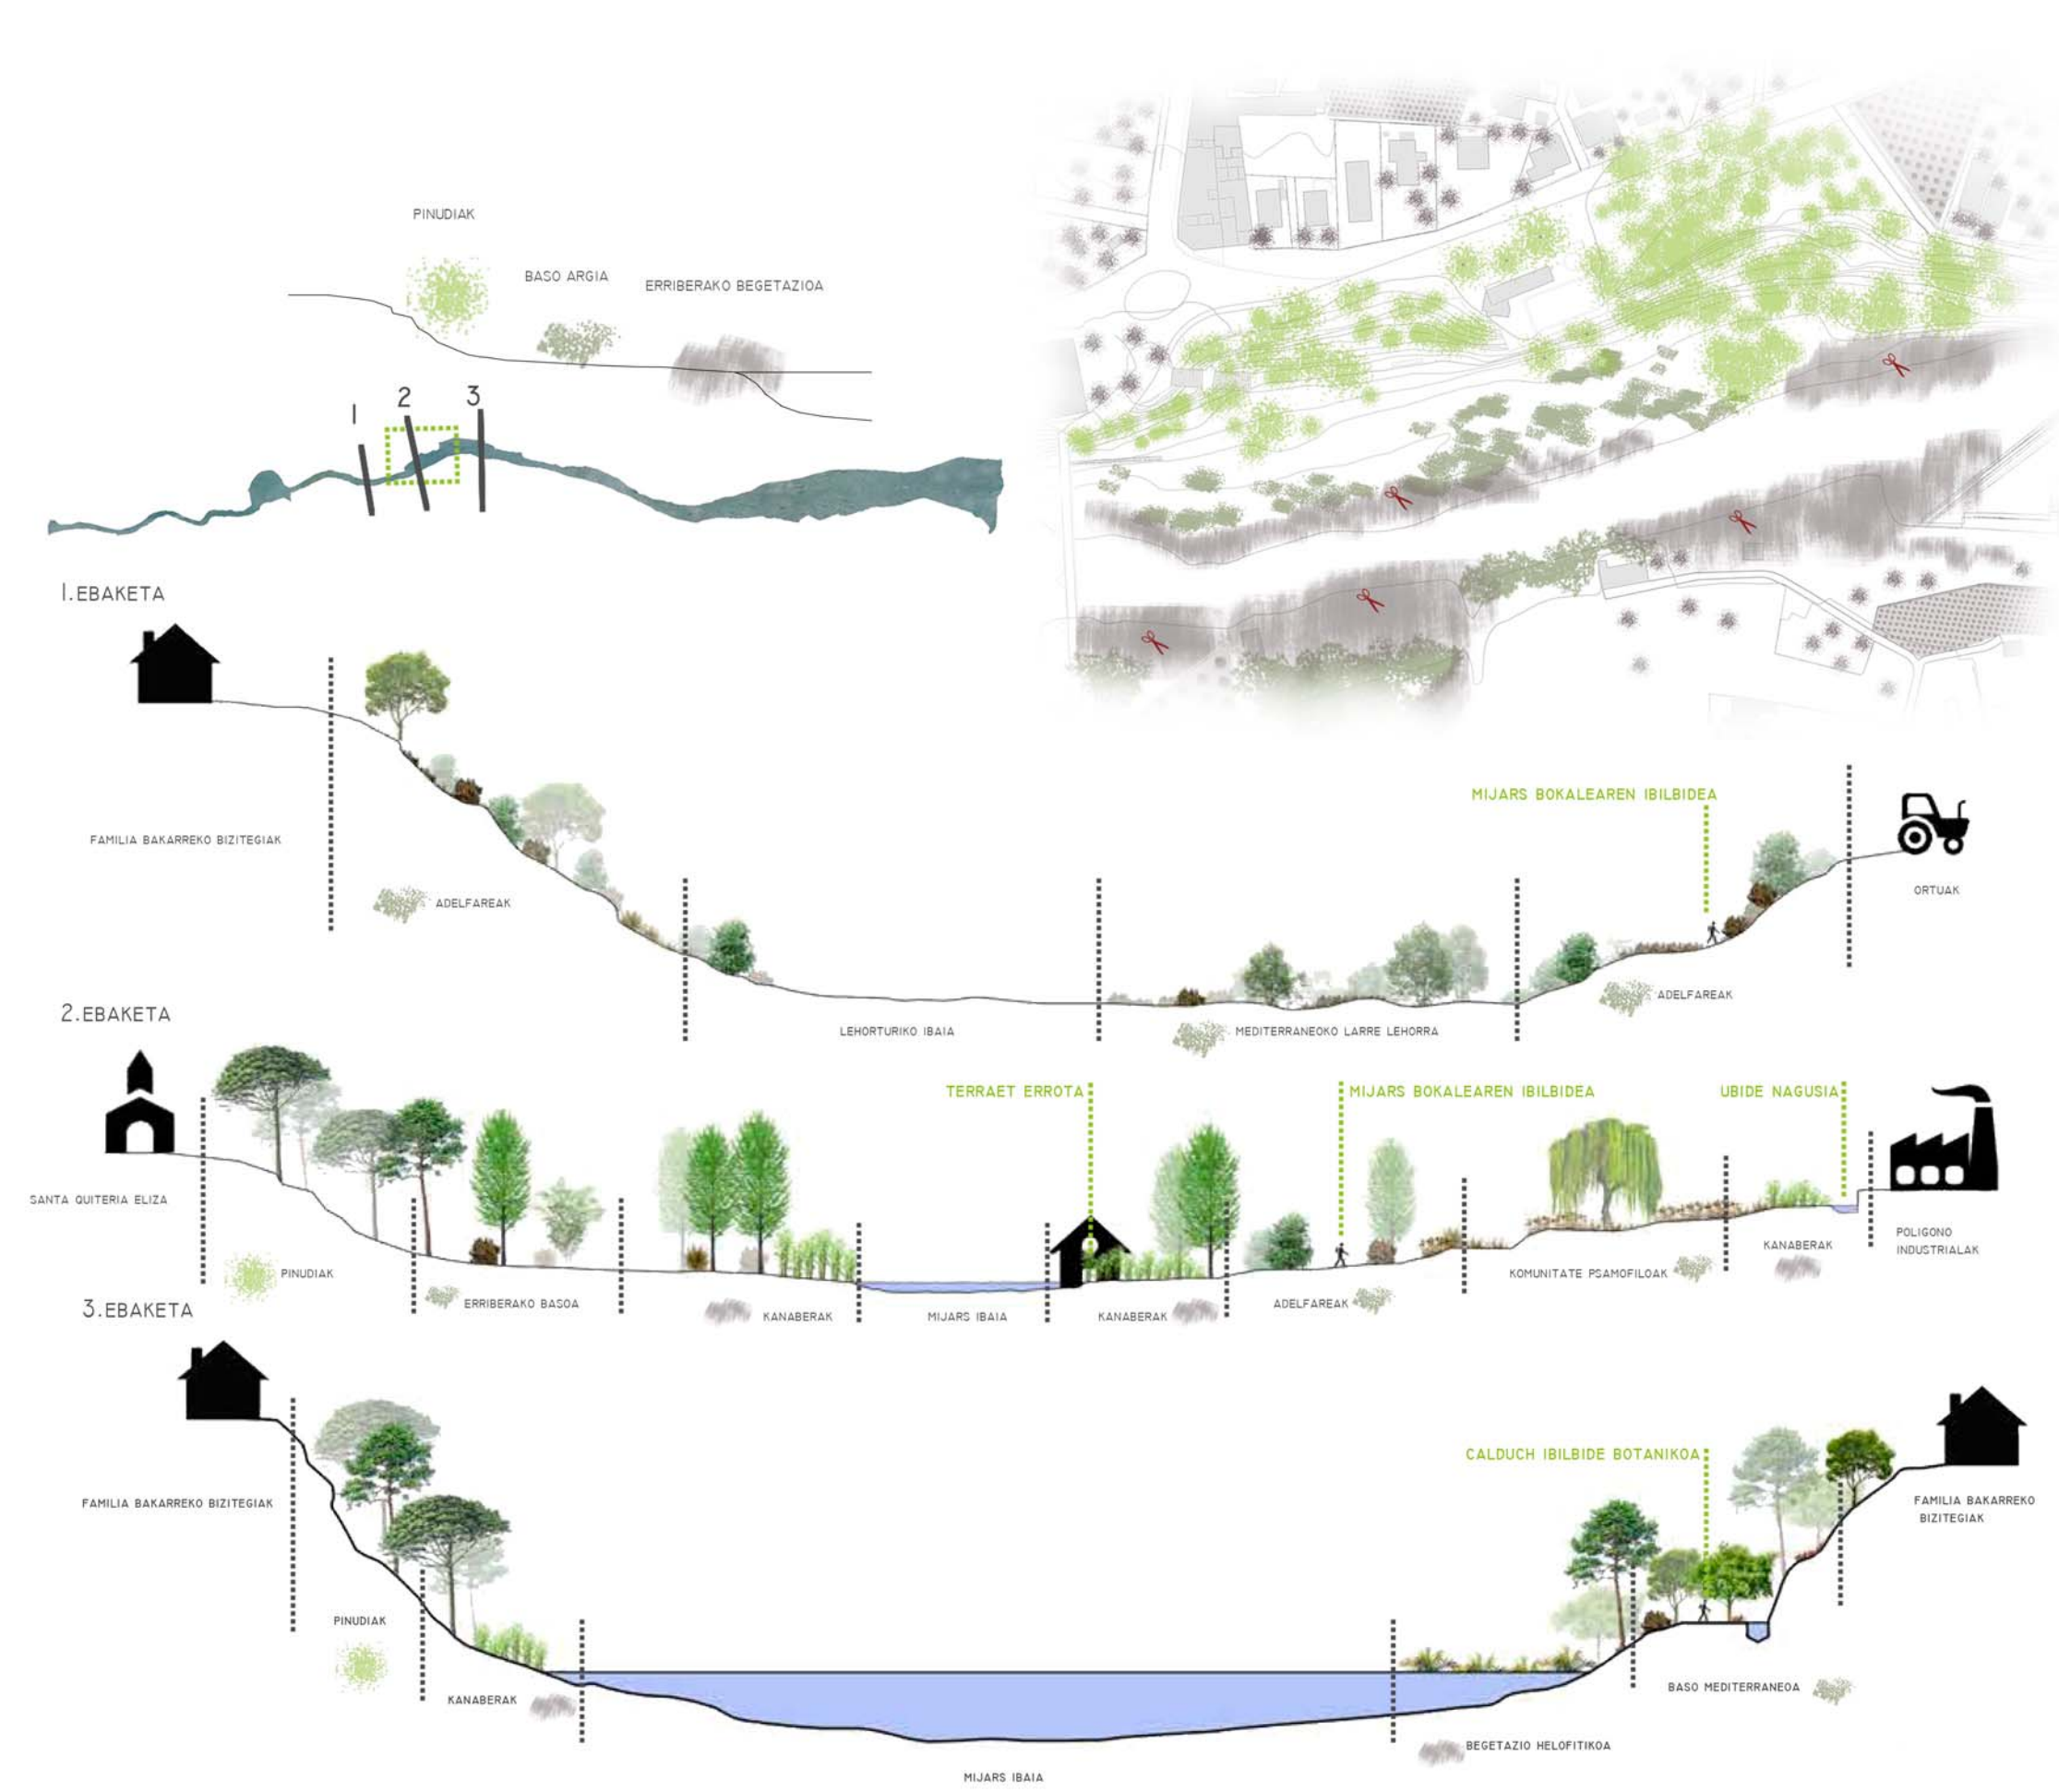 PINUDIAK
BASO ARGIA
ERRIBERAKO BEGETAZIOA
1
2
3
1.EBAKETA
MIJARS BOKALEAREN IBILBIDEA
FAMILIA BAKARREKO BIZITEGIAK
ADELFAREAK
ORTUAK
ADELFAREAK
LEHORTURIKO IBAIA
MEDITERRANEOKO LARRE LEHORRA
2.EBAKETA
TERRAET ERROTA
MIJARS BOKALEAREN IBILBIDEA
UBIDE NAGUSIA
SANTA QUITERIA ELIZA
PINUDIAK
ERRIBERAKO BASOA
KANABERAK
MIJARS IBAIA
KANABERAK
ADELFAREAK
KOMUNITATE PSAMOFILOAK
KANABERAK
POLIGONO
INDUSTRIALAK
3.EBAKETA
CALDUCH IBILBIDE BOTANIKOA
FAMILIA BAKARREKO BIZITEGIAK
FAMILIA BAKARREKO
BIZITEGIAK
PINUDIAK
KANABERAK
BASO MEDITERRANEOA
BEGETAZIO HELOFITIKOA
MIJARS IBAIA